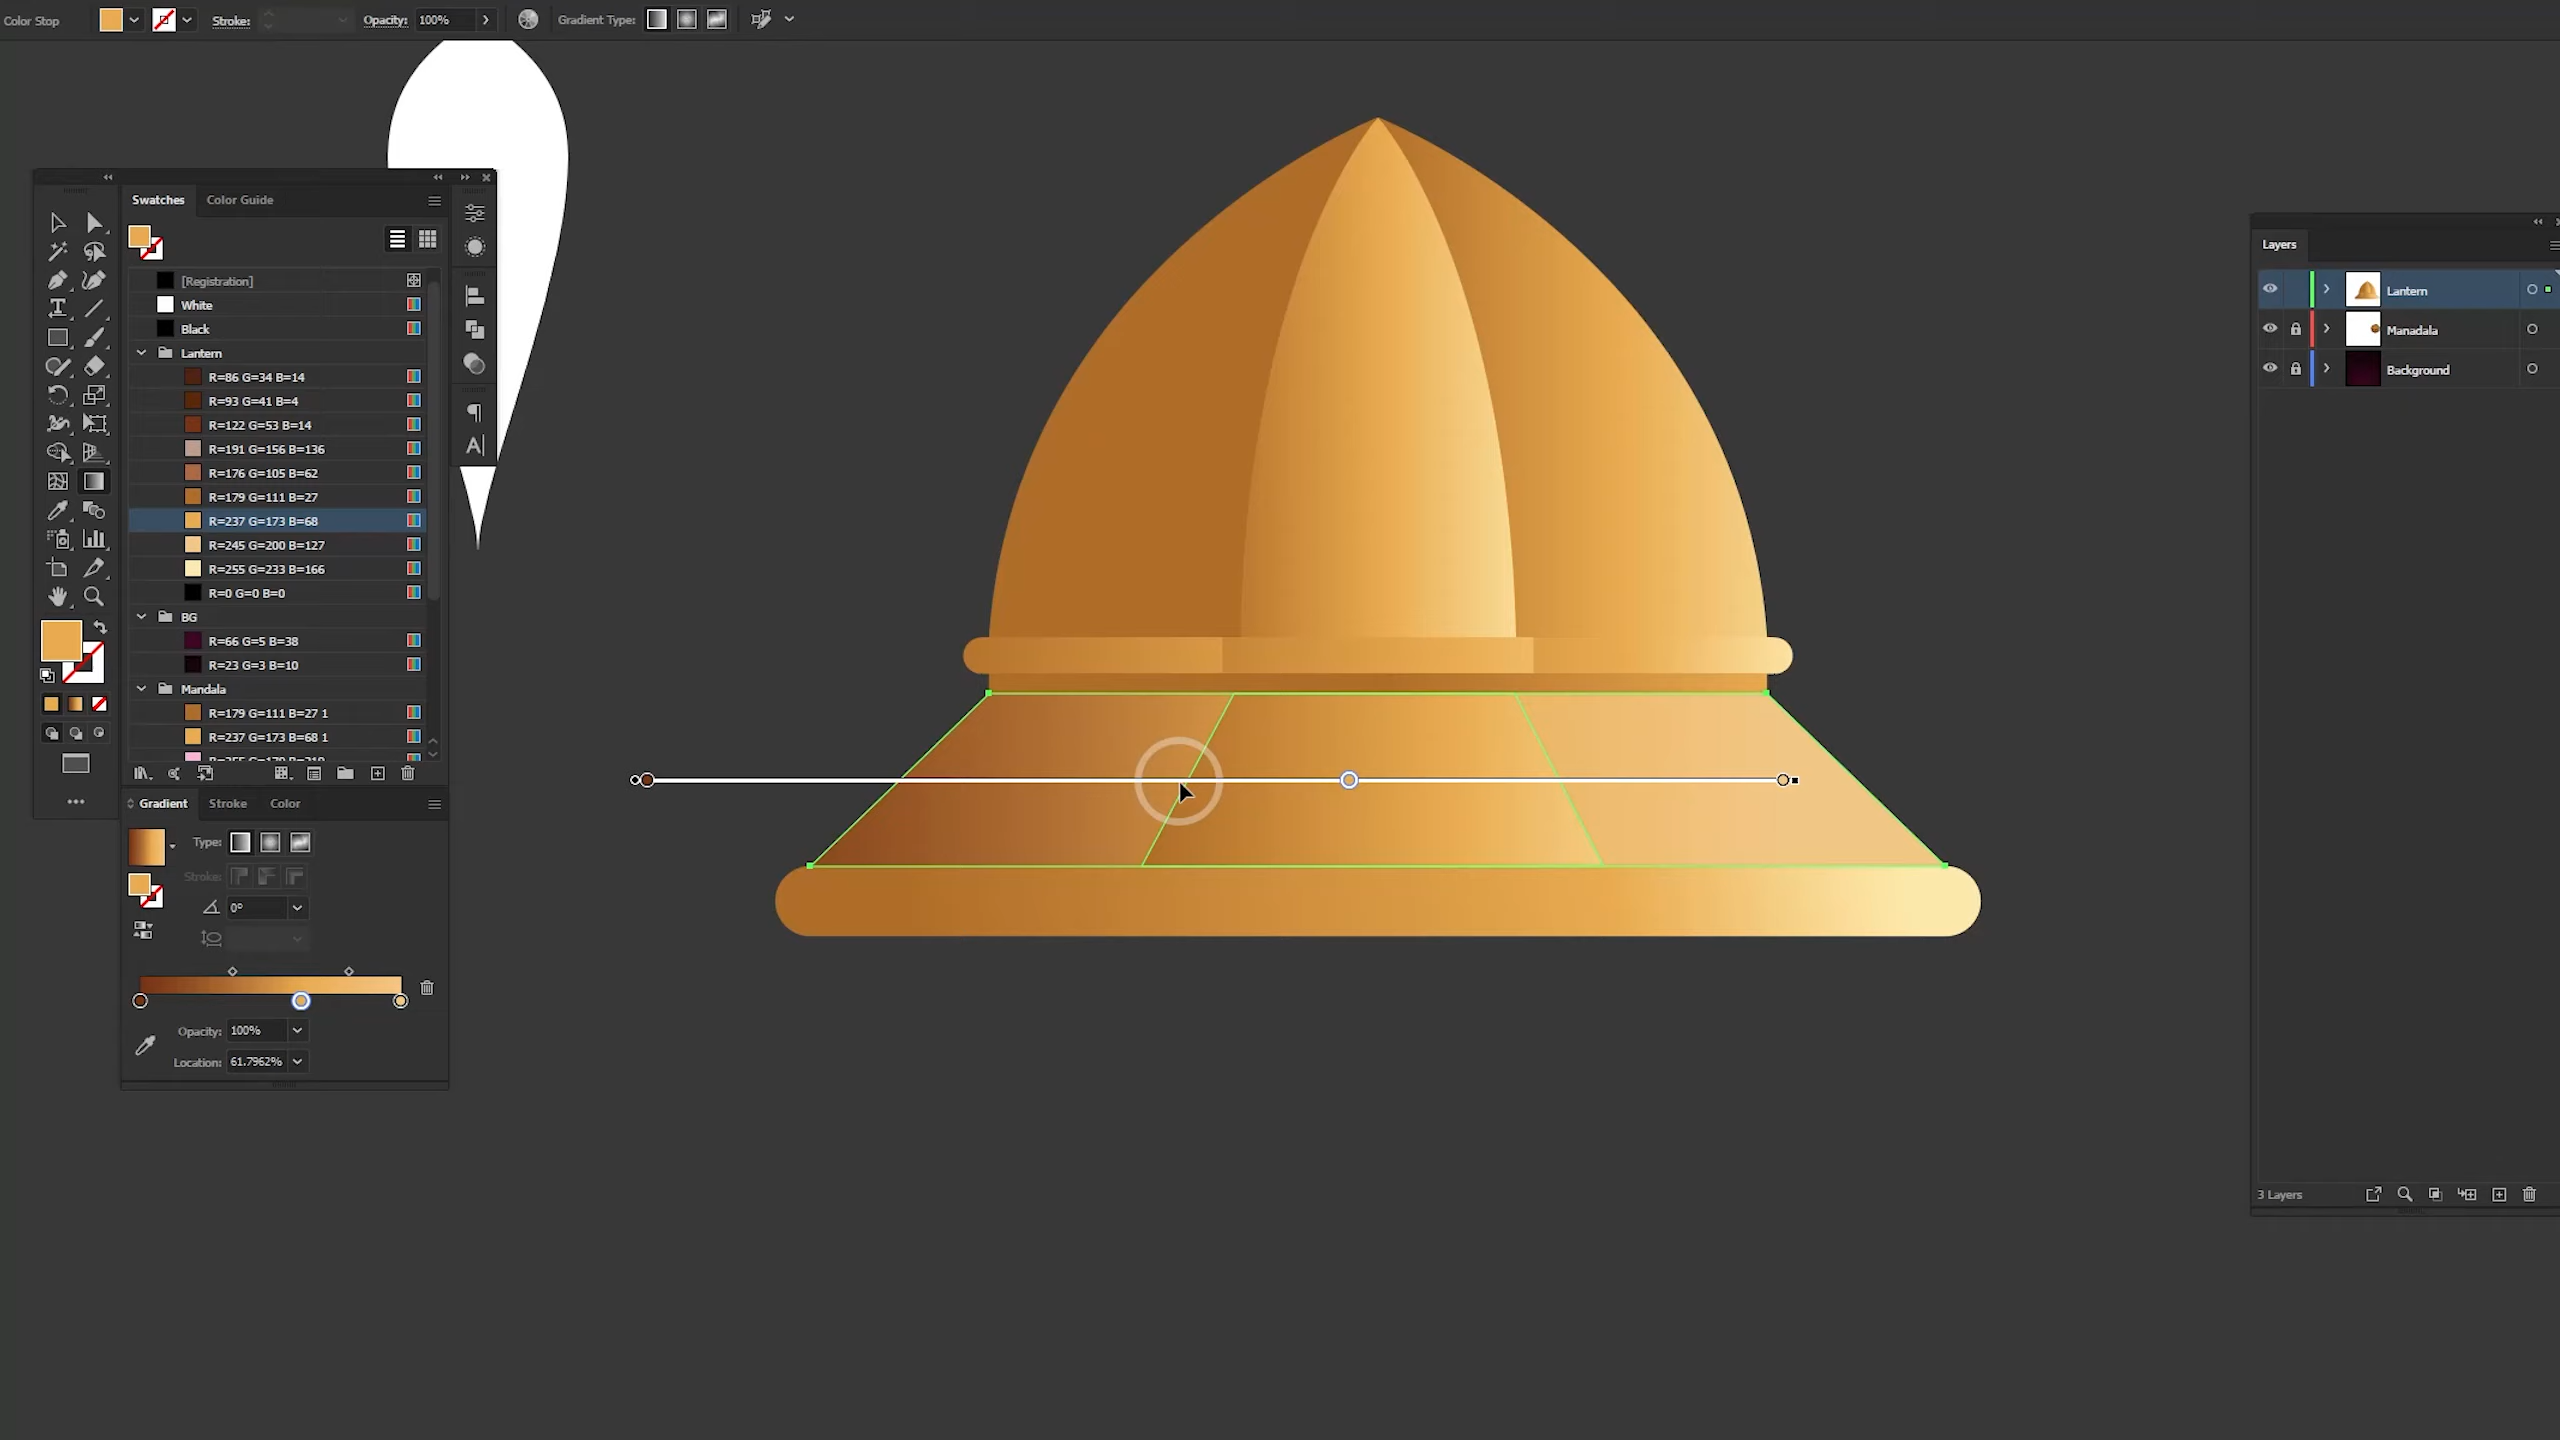 Color Stop Stroke: Opacity: 100% Gradient Type:
Swatches Color Guide
[Registration]
White
Black
Lantern
R=86 G=34 B=14
R=93 G=41 B=4
R=122 G=53 B=14
R=191 G=156 B=136
R=176 G=105 B=62
R=179 G=111 B=27
R=237 G=173 B=68
R=245 G=200 B=127
R=255 G=233 B=166
R=0 G=0 B=0
BG
R=66 G=5 B=38
R=23 G=3 B=10
Mandala
R=179 G=111 B=27 1
R=237 G=173 B=68 1
Gradient Stroke Color
Type:
Stroke:
0°
Opacity: 100%
Location: 61.7962%
Layers
Lantern
Manadala
Background
3 Layers